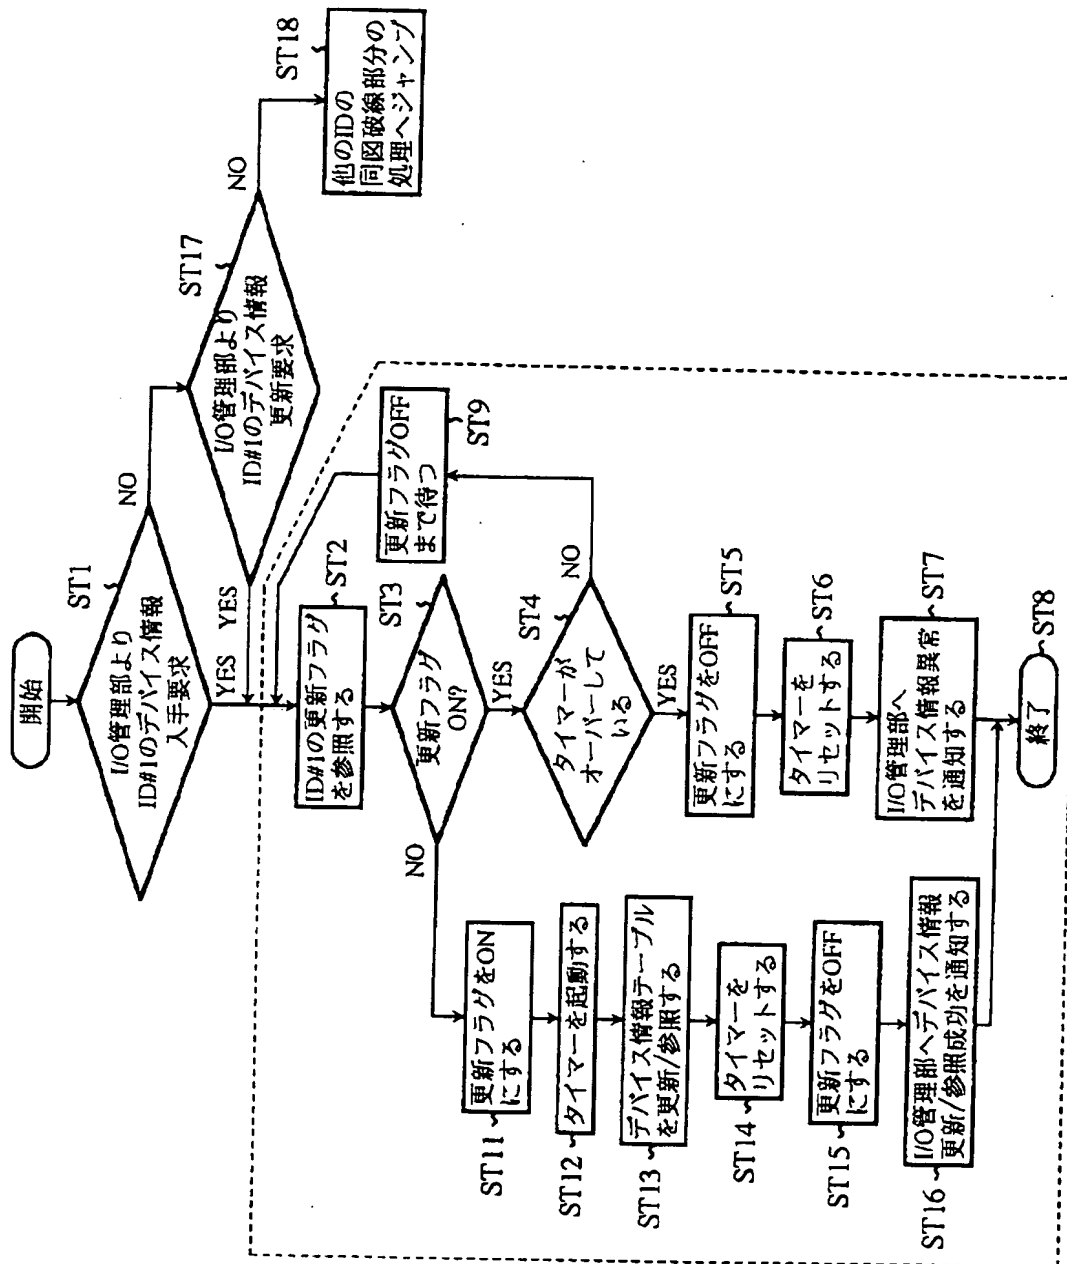 開始
I/O管理部より
ID#1のデバイス情報
入手要求
ST1
NO
YES
I/O管理部より
ID#1のデバイス情報
更新要求
ST17
NO
YES
他のIDの
同図破線部分の
処理へジャンプ
ST18
ID#1の更新フラグ
を参照する
ST2
更新フラグ
ON?
ST3
NO
YES
タイマーが
オーバーして
いる
ST4
NO
YES
更新フラグOFF
まで待つ
ST9
更新フラグをOFF
にする
ST5
タイマーを
リセットする
ST6
I/O管理部へ
デバイス情報異常
を通知する
ST7
更新フラグをON
にする
ST11
タイマーを起動する
ST12
デバイス情報テーブル
を更新/参照する
ST13
タイマーを
リセットする
ST14
更新フラグをOFF
にする
ST15
I/O管理部へデバイス情報
更新/参照成功を通知する
ST16
終了
ST8